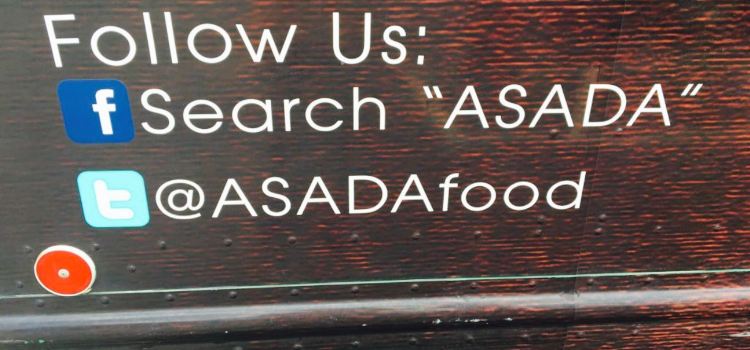 Follow Us:
f Search "ASADA"
t @ASADAfood